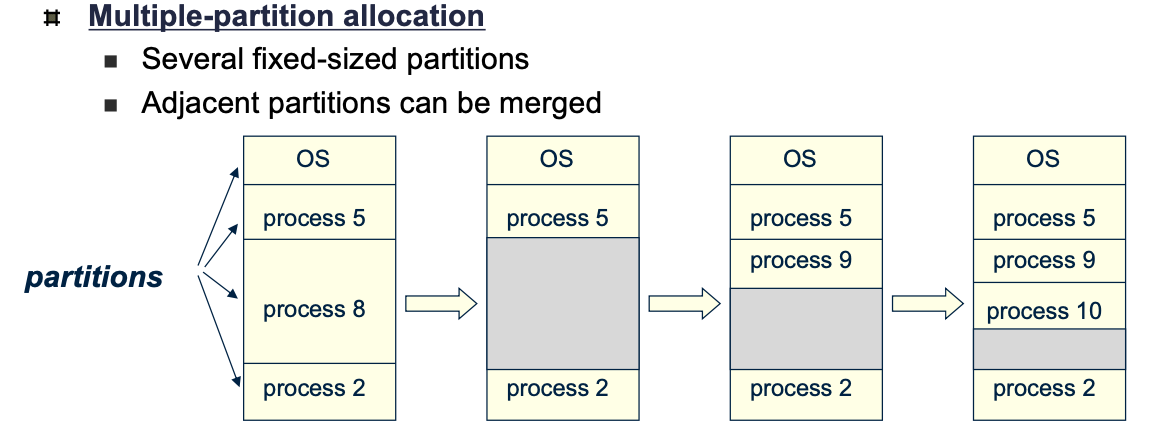 Multiple-partition allocation
Several fixed-sized partitions
Adjacent partitions can be merged
partitions
OS
process 5
process 8
process 2
OS
process 5
process 2
OS
process 5
process 9
process 2
OS
process 5
process 9
process 10
process 2